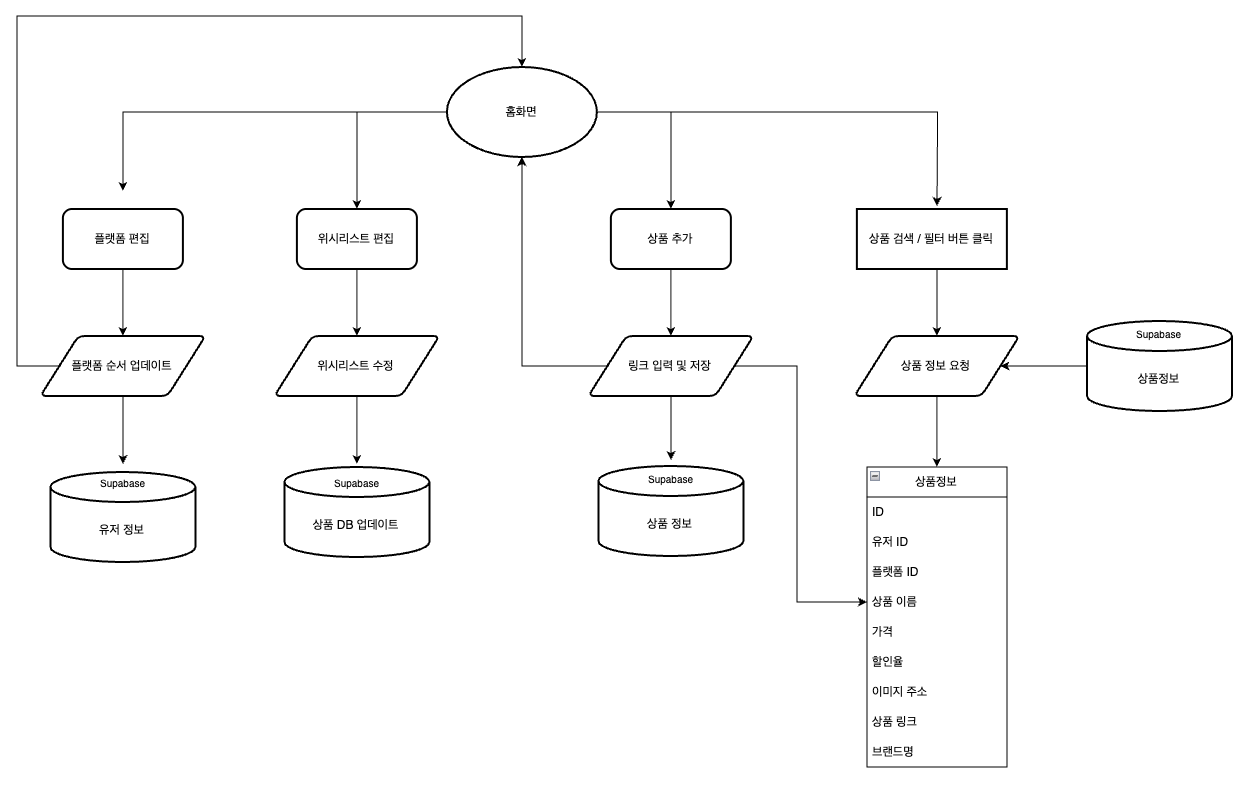 홈화면
플랫폼 편집
위시리스트 편집
상품 추가
상품 검색 / 필터 버튼 클릭
플랫폼 순서 업데이트
위시리스트 수정
링크 입력 및 저장
상품 정보 요청
Supabase
상품정보
Supabase
유저 정보
Supabase
상품 DB 업데이트
Supabase
상품 정보
상품정보
ID
유저 ID
플랫폼 ID
상품 이름
가격
할인율
이미지 주소
상품 링크
브랜드명